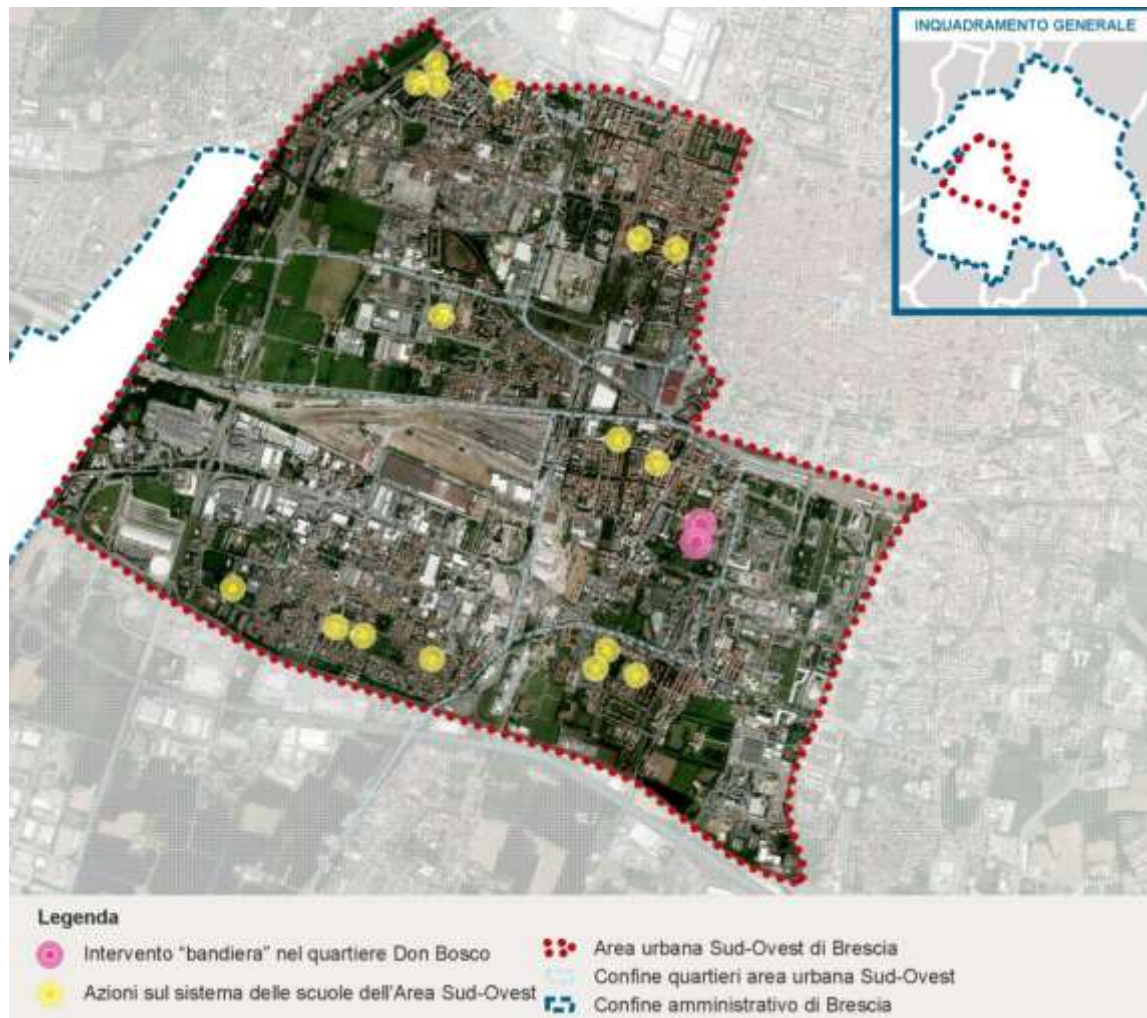 INQUADRAMENTO GENERALE
Legenda
Intervento "bandiera" nel quartiere Don Bosco
Azioni sul sistema delle scuole dell'Area Sud-Ovest
Area urbana Sud-Ovest di Brescia
Confine quartieri area urbana Sud-Ovest
Confine amministrativo di Brescia